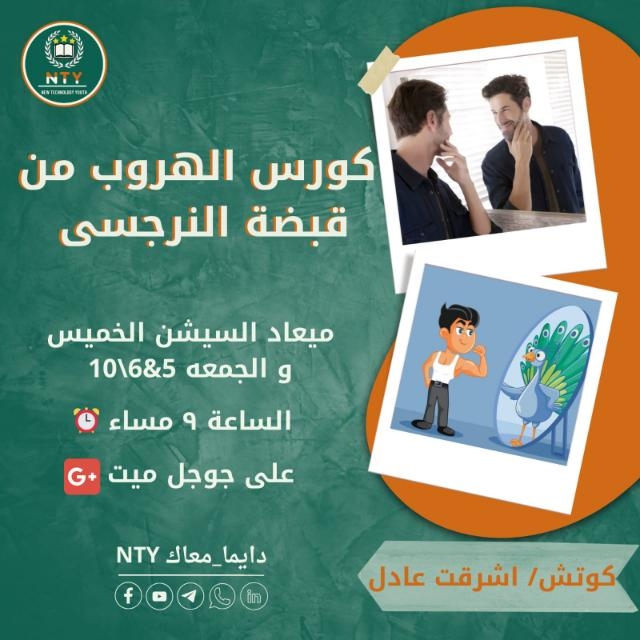 NTY
NEW TECHNOLOGY YOUTH
كورس الهروب من
قبضة النرجسى
ميعاد السيشن الخميس
و الجمعه 5&6\10
الساعة ٩ مساء
على جوجل ميت G+
دايما_معاك NTY
كوتش/ اشرقت عادل